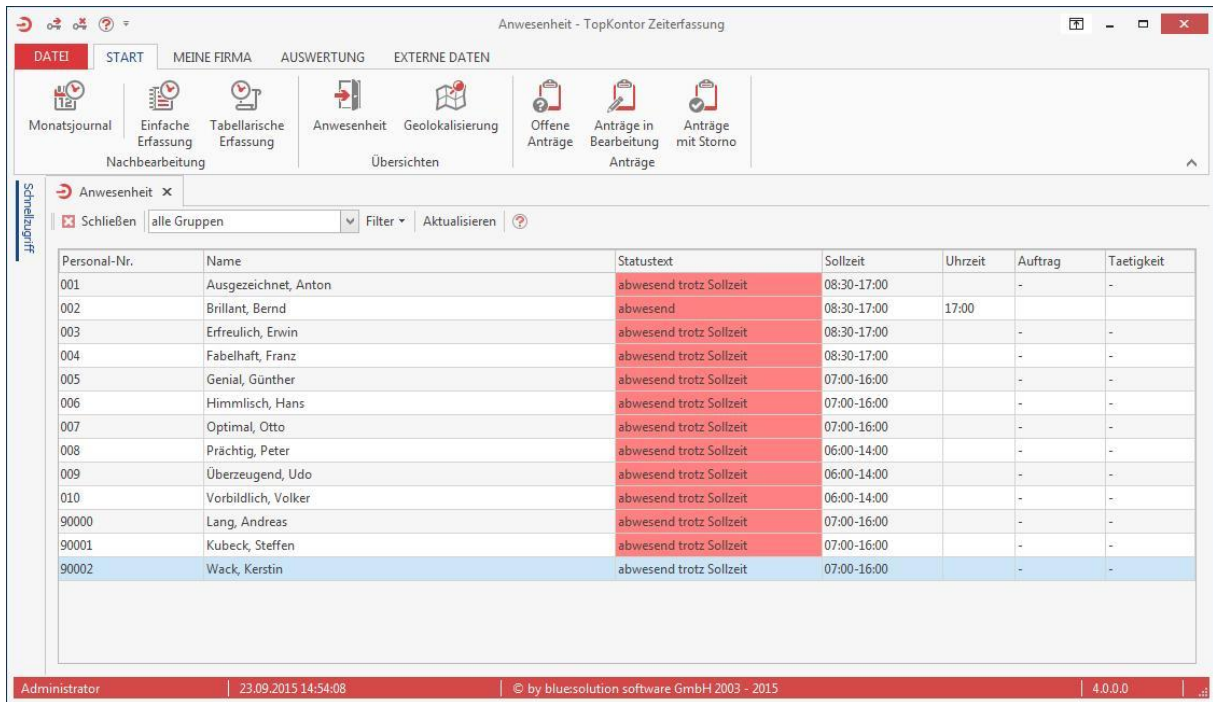 Anwesenheit - TopKontor Zeiterfassung
DATEI START MEINE FIRMA AUSWERTUNG EXTERNE DATEN
Monatsjournal Einfache Erfassung Tabellarische Erfassung Anwesenheit Geolokalisierung Offene Anträge Anträge in Bearbeitung Anträge mit Storno
Nachbearbeitung Übersichten Anträge
Schnellzugriff
Anwesenheit
Schließen alle Gruppen Filter Aktualisieren
Personal-Nr. Name Statustext Sollzeit Uhrzeit Auftrag Taetigkeit
001 Ausgezeichnet, Anton abwesend trotz Sollzeit 08:30-17:00 - -
002 Brillant, Bernd abwesend 08:30-17:00 17:00
003 Erfreulich, Erwin abwesend trotz Sollzeit 08:30-17:00 - -
004 Fabelhaft, Franz abwesend trotz Sollzeit 08:30-17:00 - -
005 Genial, Günther abwesend trotz Sollzeit 07:00-16:00 - -
006 Himmlisch, Hans abwesend trotz Sollzeit 07:00-16:00 - -
007 Optimal, Otto abwesend trotz Sollzeit 07:00-16:00 - -
008 Prächtig, Peter abwesend trotz Sollzeit 06:00-14:00 - -
009 Überzeugend, Udo abwesend trotz Sollzeit 06:00-14:00 - -
010 Vorbildlich, Volker abwesend trotz Sollzeit 06:00-14:00 - -
90000 Lang, Andreas abwesend trotz Sollzeit 07:00-16:00 - -
90001 Kubeck, Steffen abwesend trotz Sollzeit 07:00-16:00 - -
90002 Wack, Kerstin abwesend trotz Sollzeit 07:00-16:00 - -
Administrator 23.09.2015 14:54:08 © by blue:solution software GmbH 2003 - 2015 4.0.0.0